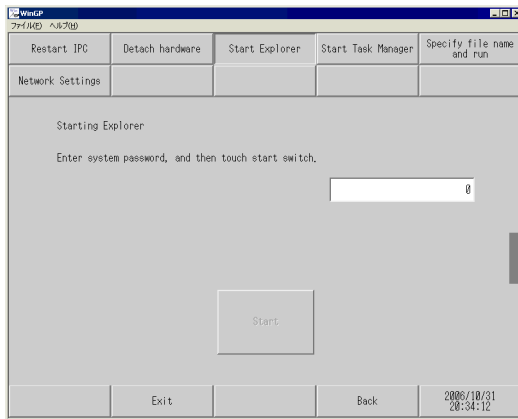 WinGP
ファイル(F) ヘルプ(H)
Restart IPC
Detach hardware
Start Explorer
Start Task Manager
Specify file name
and run
Network Settings
Starting Explorer
Enter system password, and then touch start switch.
0
Start
Exit
Back
2006/10/31
20:34:12